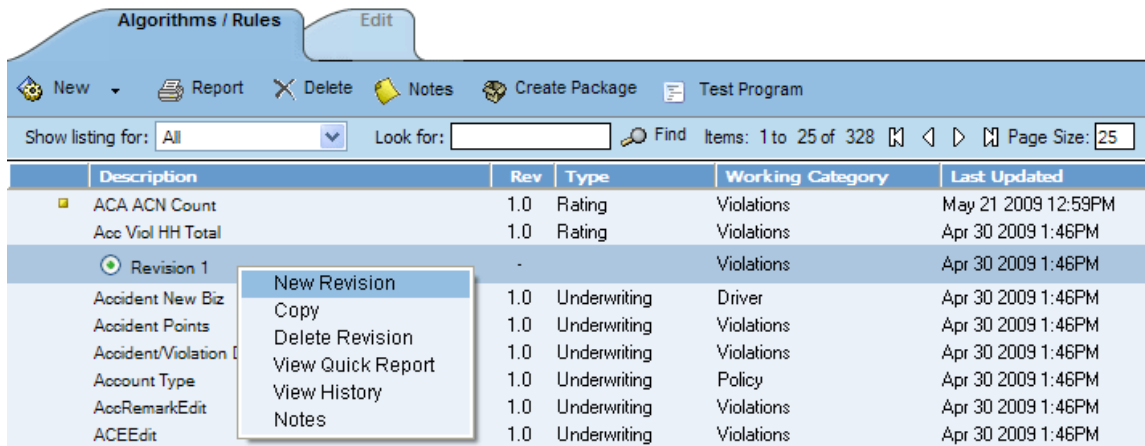 Algorithms / Rules Edit
New Report Delete Notes Create Package Test Program
Show listing for: All Look for: Find Items: 1 to 25 of 328 Page Size: 25
Description Rev Type Working Category Last Updated
ACA ACN Count 1.0 Rating Violations May 21 2009 12:59PM
Acc Viol HH Total 1.0 Rating Violations Apr 30 2009 1:46PM
Revision 1 - Violations Apr 30 2009 1:46PM
New Revision
Copy
Delete Revision
View Quick Report
View History
Notes
Accident New Biz 1.0 Underwriting Driver Apr 30 2009 1:46PM
Accident Points 1.0 Underwriting Violations Apr 30 2009 1:46PM
Accident/Violation 1.0 Underwriting Violations Apr 30 2009 1:46PM
Account Type 1.0 Underwriting Policy Apr 30 2009 1:46PM
AccRemarkEdit 1.0 Underwriting Violations Apr 30 2009 1:46PM
ACEEdit 1.0 Underwriting Violations Apr 30 2009 1:46PM